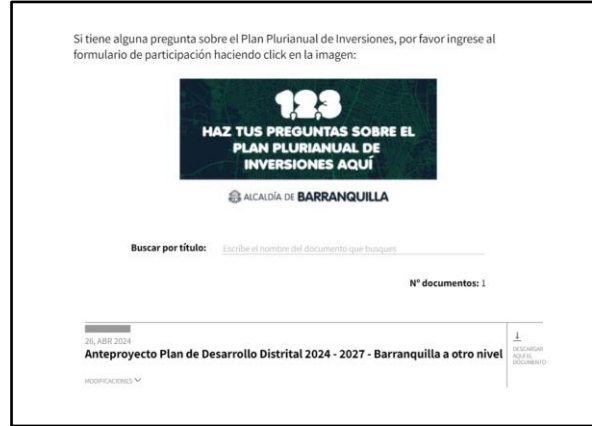 Si tiene alguna pregunta sobre el Plan Plurianual de Inversiones, por favor ingrese al
formulario de participación haciendo click en la imagen:
1,2,3
HAZ TUS PREGUNTAS SOBRE EL
PLAN PLURIANUAL DE
INVERSIONES AQUÍ
ALCALDÍA DE BARRANQUILLA
Buscar por título: Escribe el nombre del documento que busques
Nº documentos: 1
26, ABR 2024
Anteproyecto Plan de Desarrollo Distrital 2024 - 2027 - Barranquilla a otro nivel
DESCARGAR
AQUÍ EL
DOCUMENTO
MODIFICACIONES